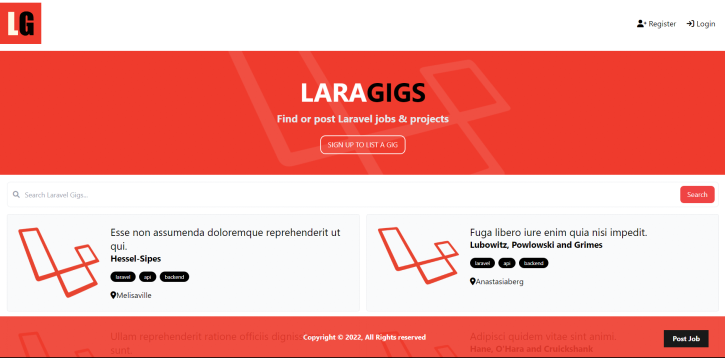 LG
Register Login
LARAGIGS
Find or post Laravel jobs & projects
SIGN UP TO LIST A GIG
Search Laravel Gigs...
Search
Esse non assumenda doloremque reprehenderit ut
qui.
Hessel-Sipes
laravel api backend
Melisaville
Fuga libero iure enim quia nisi impedit.
Lubowitz, Powlowski and Grimes
laravel api backend
Anastasiaberg
Ullam reprehenderit ratione officiis
sunt.
Copyright © 2022, All Rights reserved
Adipisci quidem vitae sint animi.
Hane, O'Hara and Cruickshank
Post Job